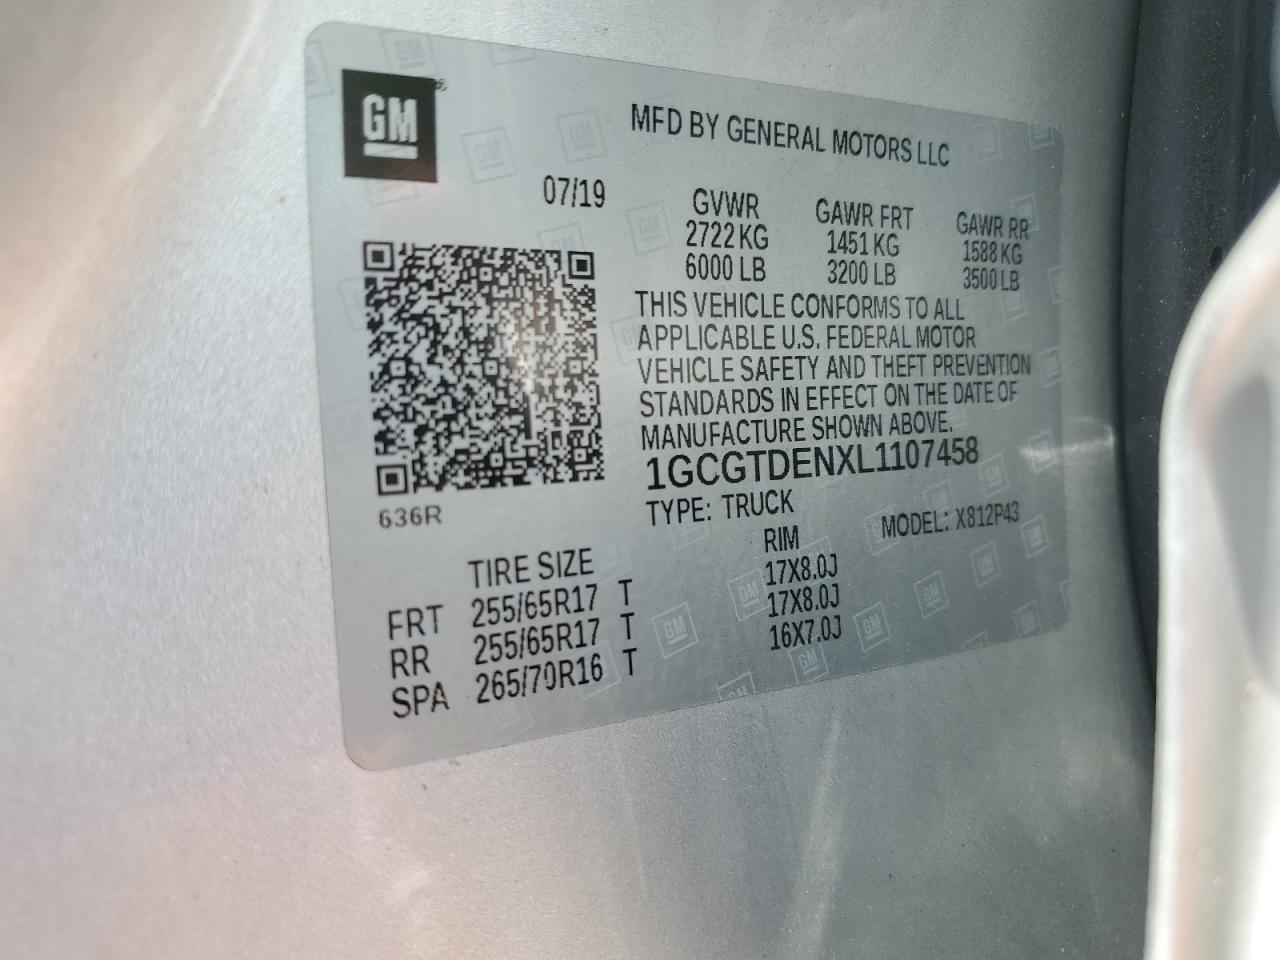 GM
MFD BY GENERAL MOTORS LLC
07/19
GVWR GAWR FRT GAWR RR
2722 KG 1451 KG 1588 KG
6000 LB 3200 LB 3500 LB
THIS VEHICLE CONFORMS TO ALL
APPLICABLE U.S. FEDERAL MOTOR
VEHICLE SAFETY AND THEFT PREVENTION
STANDARDS IN EFFECT ON THE DATE OF
MANUFACTURE SHOWN ABOVE.
1GCGTDENXL1107458
TYPE: TRUCK MODEL: X812P43
636R
TIRE SIZE RIM
FRT 255/65R17 T 17X8.0J
RR 255/65R17 T 17X8.0J
SPA 265/70R16 T 16X7.0J